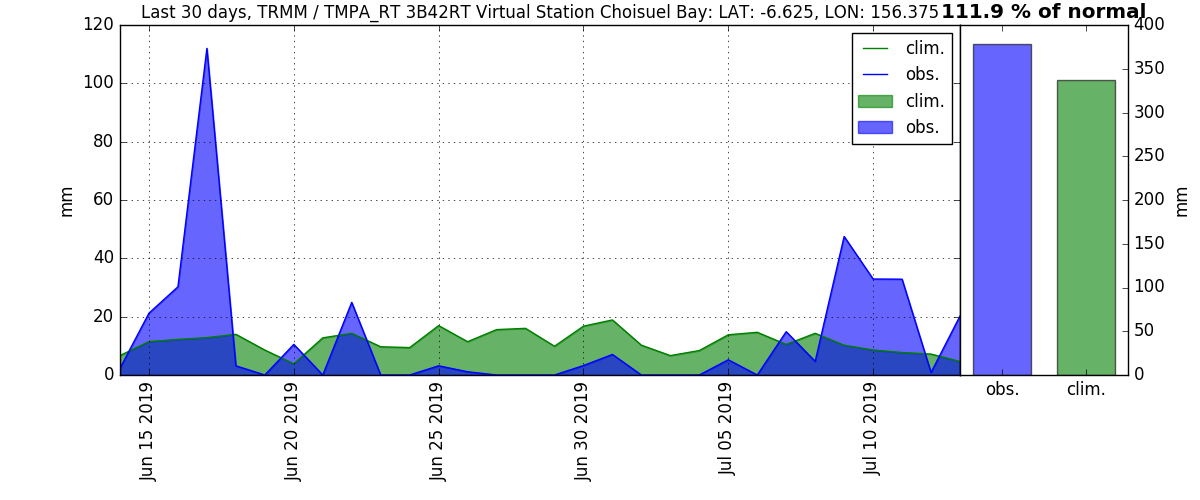 Last 30 days, TRMM / TMPA_RT 3B42RT Virtual Station Choisuel Bay: LAT: -6.625, LON: 156.375 111.9 % of normal
120
100
80
60
40
20
0
mm
clim.
obs.
clim.
obs.
Jun 15 2019
Jun 20 2019
Jun 25 2019
Jun 30 2019
Jul 05 2019
Jul 10 2019
400
350
300
250
200
150
100
50
0
mm
obs. clim.